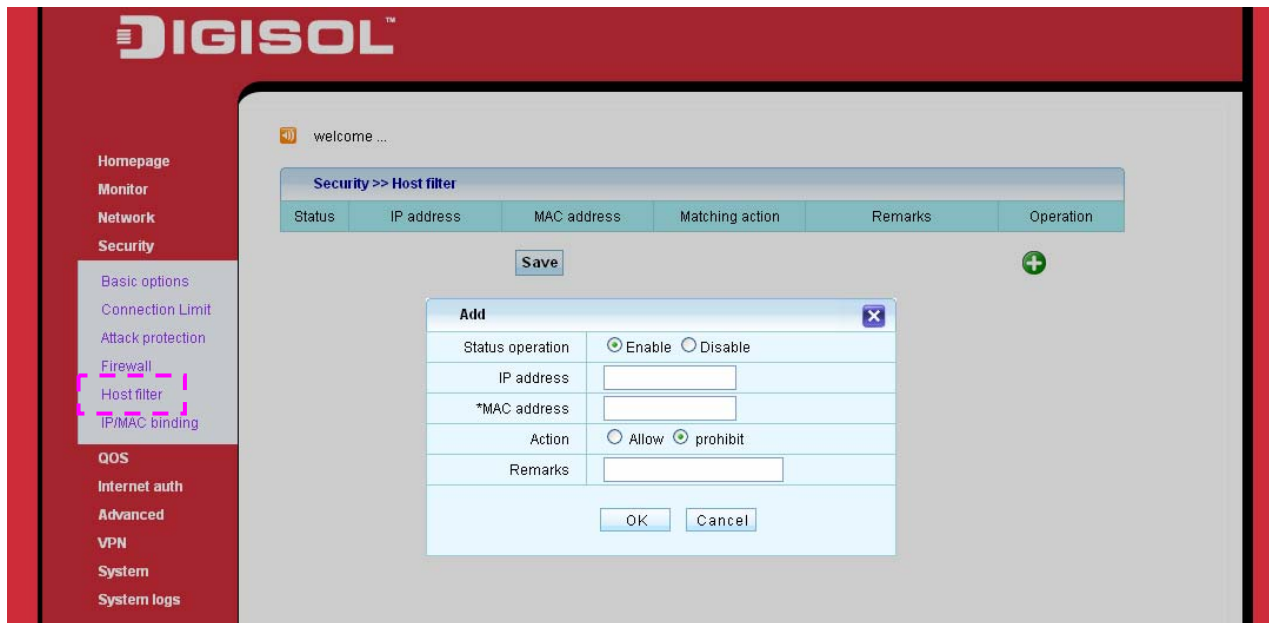 DIGISOL™
welcome ...
Homepage
Monitor
Network
Security
Basic options
Connection Limit
Attack protection
Firewall
Host filter
IP/MAC binding
QOS
Internet auth
Advanced
VPN
System
System logs
Security >> Host filter
Status IP address MAC address Matching action Remarks Operation
Save
Add
Status operation Enable Disable
IP address
*MAC address
Action Allow prohibit
Remarks
OK Cancel